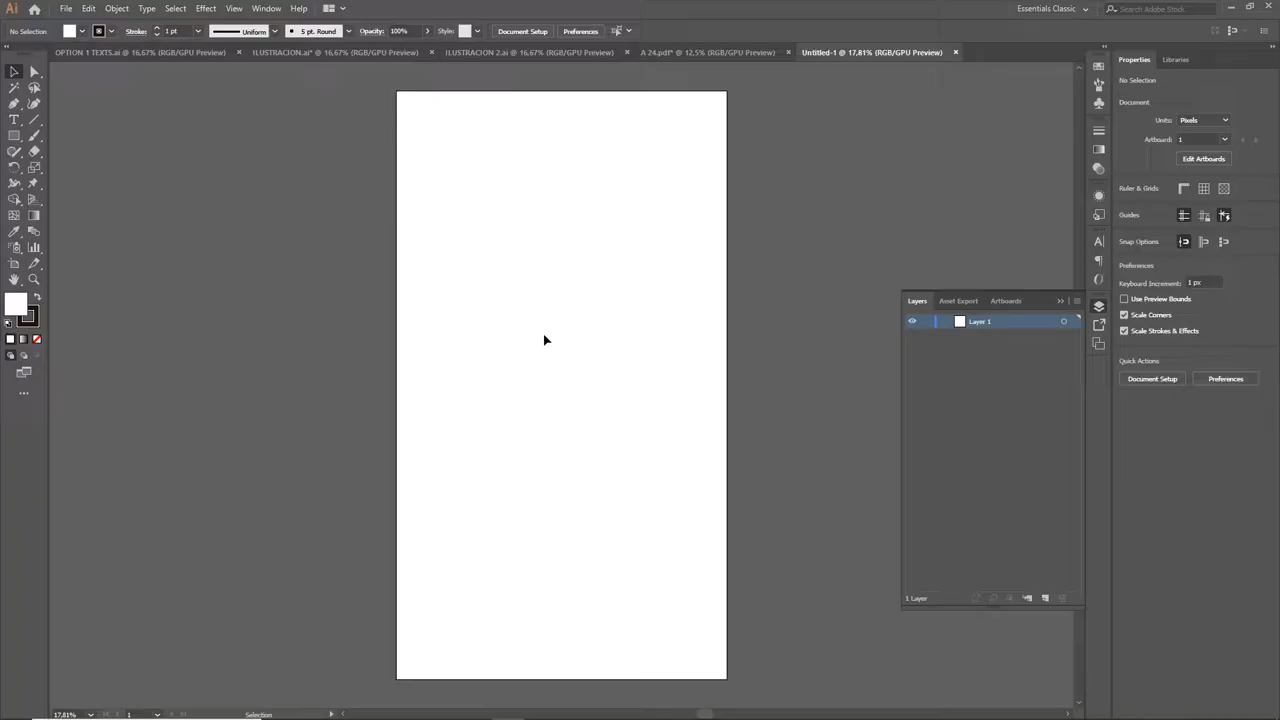 Ai File Edit Object Type Select Effect View Window Help Essentials Classic Search Adobe Stock
No Selection Stroke: 1 pt Uniform 5 pt. Round Opacity: 100% Style: Document Setup Preferences
OPTION 1 TEXTS.ai @ 16,67% (RGB/GPU Preview) × ILUSTRACION.ai* @ 16,67% (RGB/GPU Preview) × ILUSTRACION 2.ai @ 16,67% (RGB/GPU Preview) × A 24.pdf* @ 12,5% (RGB/GPU Preview) × Untitled-1 @ 17,81% (RGB/GPU Preview) ×
Properties Libraries
No Selection
Document
Units: Pixels
Artboard: 1
Edit Artboards
Ruler & Grids
Guides
Snap Options
Preferences
Keyboard Increment: 1 px
Use Preview Bounds
Scale Corners
Scale Strokes & Effects
Quick Actions
Document Setup Preferences
Layers Asset Export Artboards
Layer 1
1 Layer
17,81% 1 Selection